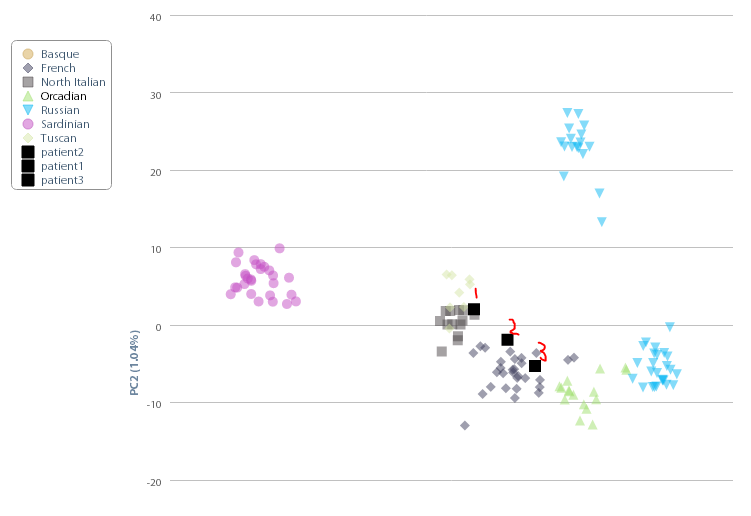 40
30
20
10
0
-10
-20
PC2 (1.04%)
Basque
French
North Italian
Orcadian
Russian
Sardinian
Tuscan
patient2
patient1
patient3
1
2
3